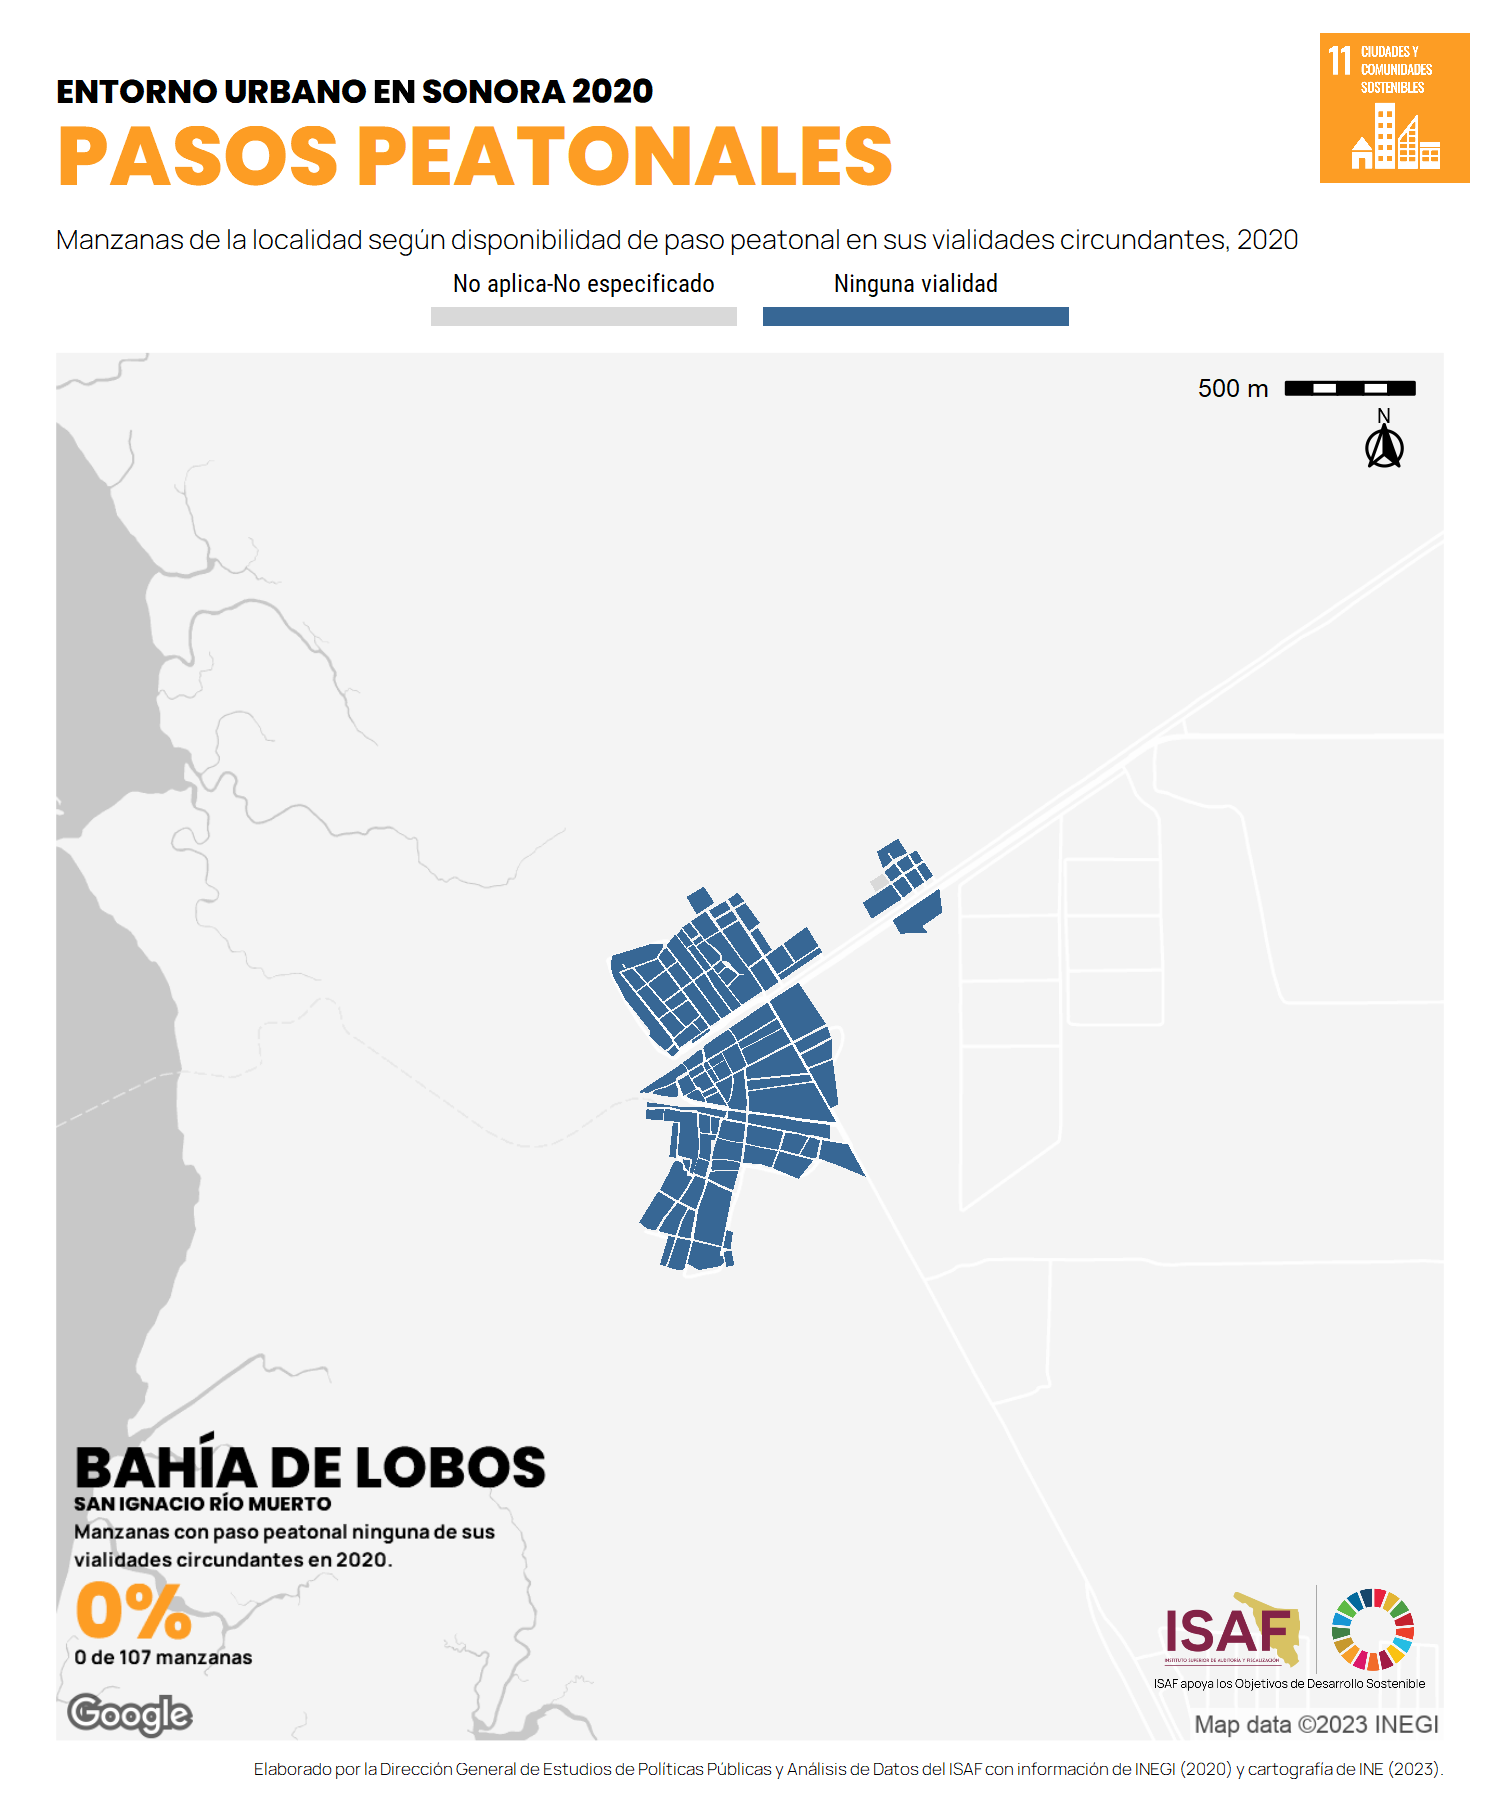 11 CIUDADES Y
COMUNIDADES
SOSTENIBLES
ENTORNO URBANO EN SONORA 2020
PASOS PEATONALES
Manzanas de la localidad según disponibilidad de paso peatonal en sus vialidades circundantes, 2020
No aplica-No especificado
Ninguna vialidad
500 m
N
BAHÍA DE LOBOS
SAN IGNACIO RÍO MUERTO
Manzanas con paso peatonal ninguna de sus
vialidades circundantes en 2020.
0%
0 de 107 manzanas
Google
ISAF
INSTITUTO SUPERIOR DE AUDITORÍA Y FISCALIZACIÓN
ISAF apoya los Objetivos de Desarrollo Sostenible
Map data ©2023 INEGI
Elaborado por la Dirección General de Estudios de Políticas Públicas y Análisis de Datos del ISAF con información de INEGI (2020) y cartografía de INE (2023).